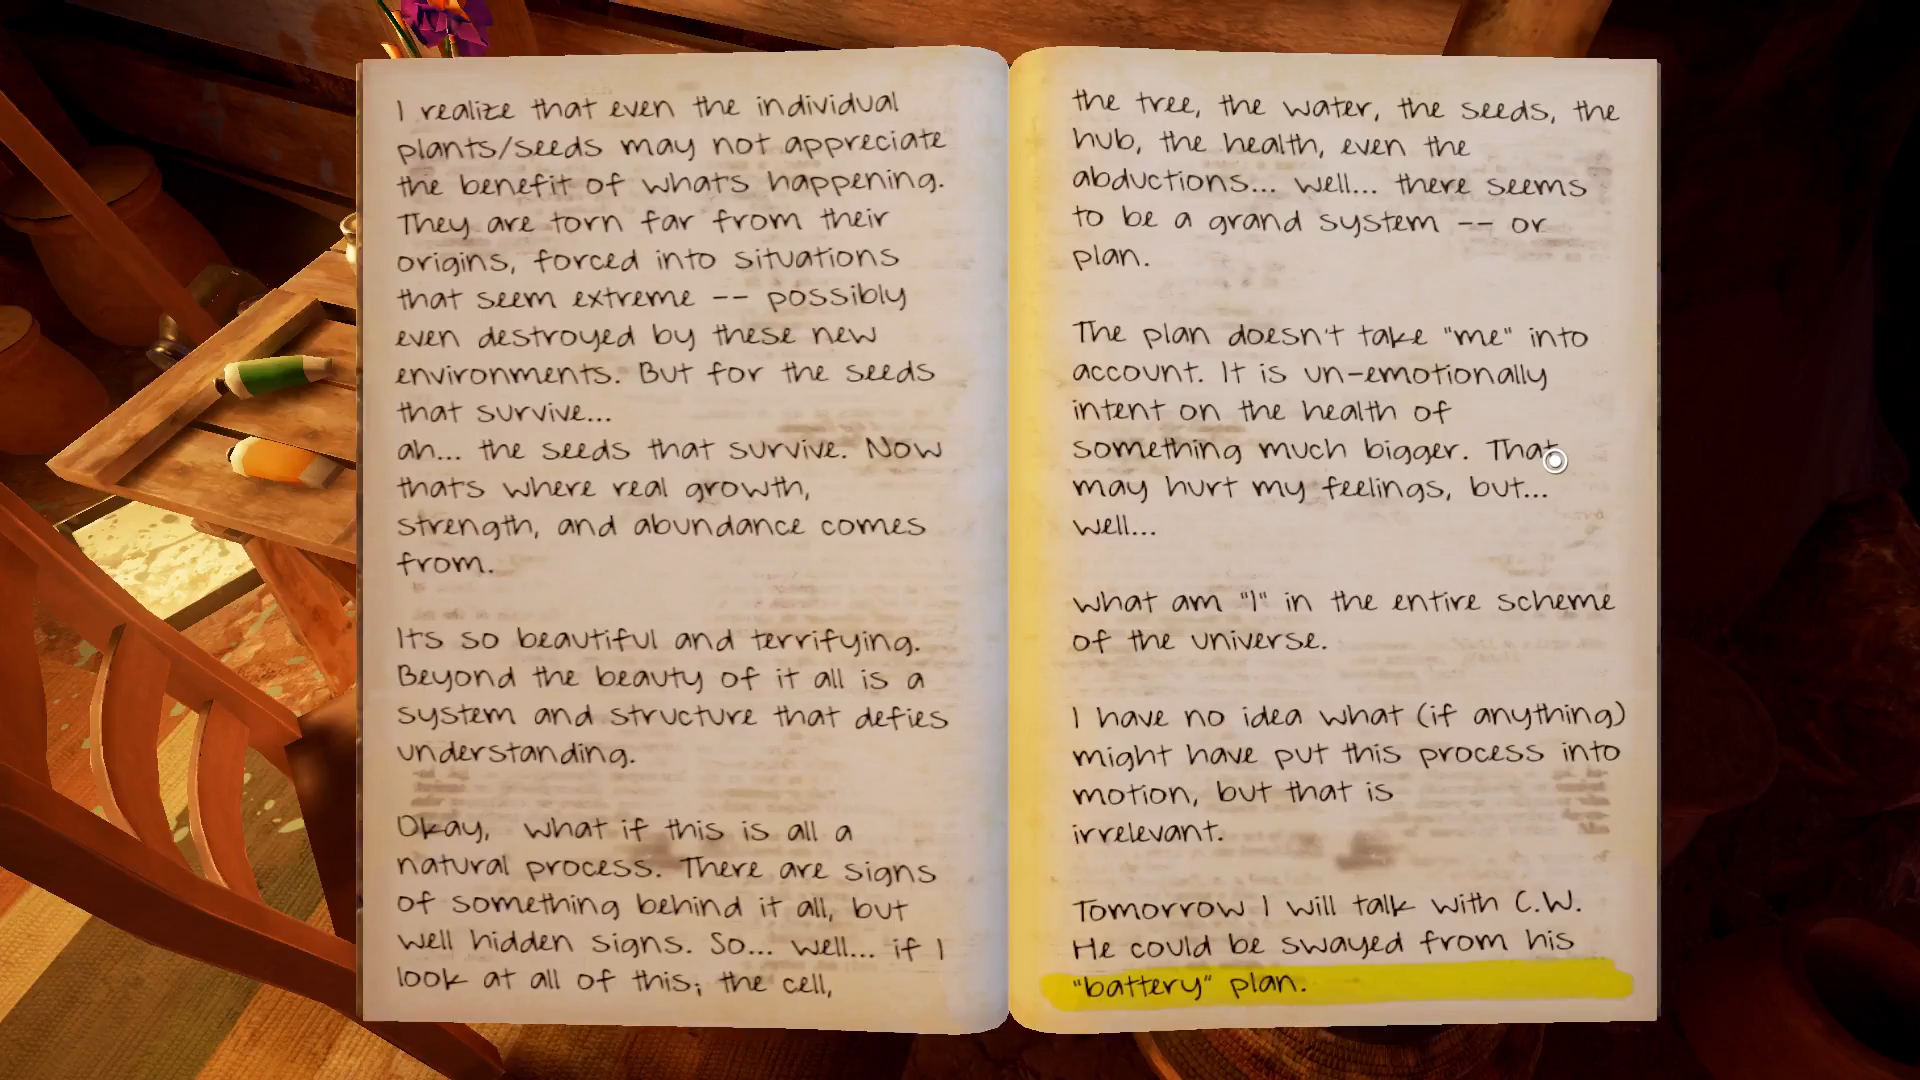 I realize that even the individual
plants/seeds may not appreciate
the benefit of whats happening.
They are torn far from their
origins, forced into situations
that seem extreme -- possibly
even destroyed by these new
environments. But for the seeds
that survive...
ah... the seeds that survive. Now
thats where real growth,
strength, and abundance comes
from.
Its so beautiful and terrifying.
Beyond the beauty of it all is a
system and structure that defies
understanding.
Okay, what if this is all a
natural process. There are signs
of something behind it all, but
well hidden signs. So... well... if I
look at all of this; the cell,
the tree, the water, the seeds, the
hub, the health, even the
abductions... well... there seems
to be a grand system -- or
plan.
The plan doesn't take "me" into
account. It is un-emotionally
intent on the health of
something much bigger. That
may hurt my feelings, but...
well...
What am "I" in the entire scheme
of the universe.
I have no idea what (if anything)
might have put this process into
motion, but that is
irrelevant.
Tomorrow I will talk with C.W.
He could be swayed from his
"battery" plan.